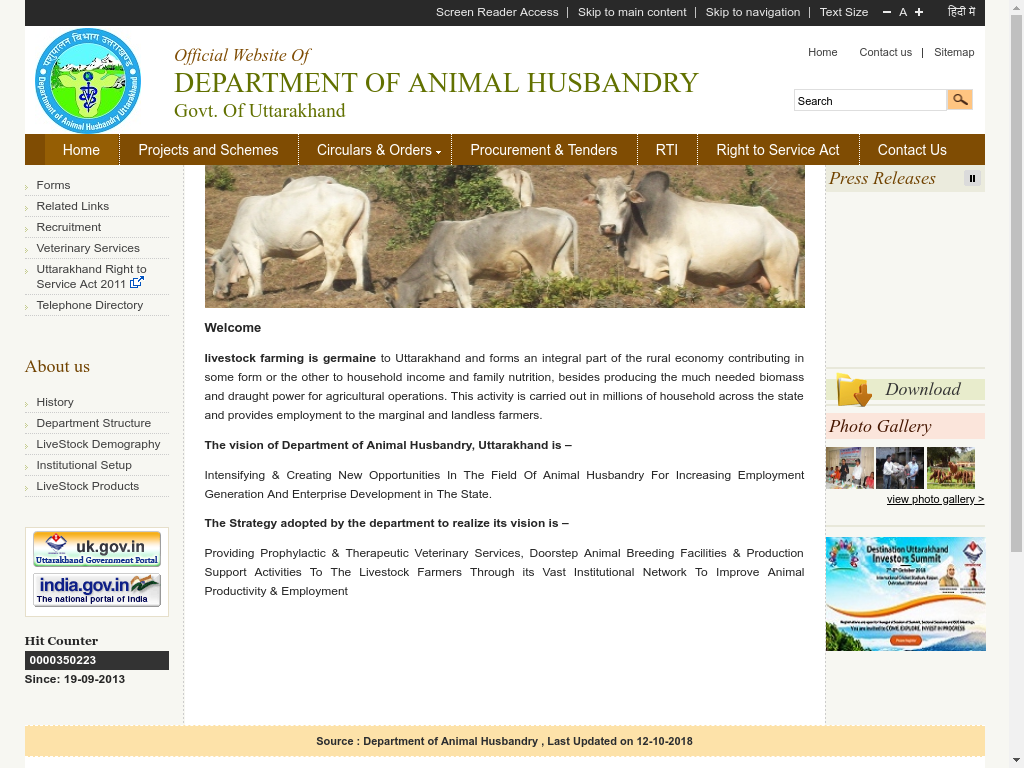 Screen Reader Access | Skip to main content | Skip to navigation | Text Size − A + हिंदी में
पशुपालन विभाग उत्तराखण्ड
Department of Animal Husbandry Uttarakhand
Official Website Of
DEPARTMENT OF ANIMAL HUSBANDRY
Govt. Of Uttarakhand
Home Contact us | Sitemap
Search
Home Projects and Schemes Circulars & Orders Procurement & Tenders RTI Right to Service Act Contact Us
Forms
Related Links
Recruitment
Veterinary Services
Uttarakhand Right to
Service Act 2011
Telephone Directory
About us
History
Department Structure
LiveStock Demography
Institutional Setup
LiveStock Products
uk.gov.in
Uttarakhand Government Portal
india.gov.in
The national portal of India
Hit Counter
0000350223
Since: 19-09-2013
Welcome
livestock farming is germaine to Uttarakhand and forms an integral part of the rural economy contributing in
some form or the other to household income and family nutrition, besides producing the much needed biomass
and draught power for agricultural operations. This activity is carried out in millions of household across the state
and provides employment to the marginal and landless farmers.
The vision of Department of Animal Husbandry, Uttarakhand is –
Intensifying & Creating New Opportunities In The Field Of Animal Husbandry For Increasing Employment
Generation And Enterprise Development in The State.
The Strategy adopted by the department to realize its vision is –
Providing Prophylactic & Therapeutic Veterinary Services, Doorstep Animal Breeding Facilities & Production
Support Activities To The Livestock Farmers Through its Vast Institutional Network To Improve Animal
Productivity & Employment
Press Releases
Download
Photo Gallery
view photo gallery >
Destination Uttarakhand
Investors Summit
7th-8th October 2018
You are invited to COME, EXPLORE, INVEST IN PROGRESS
Source : Department of Animal Husbandry , Last Updated on 12-10-2018